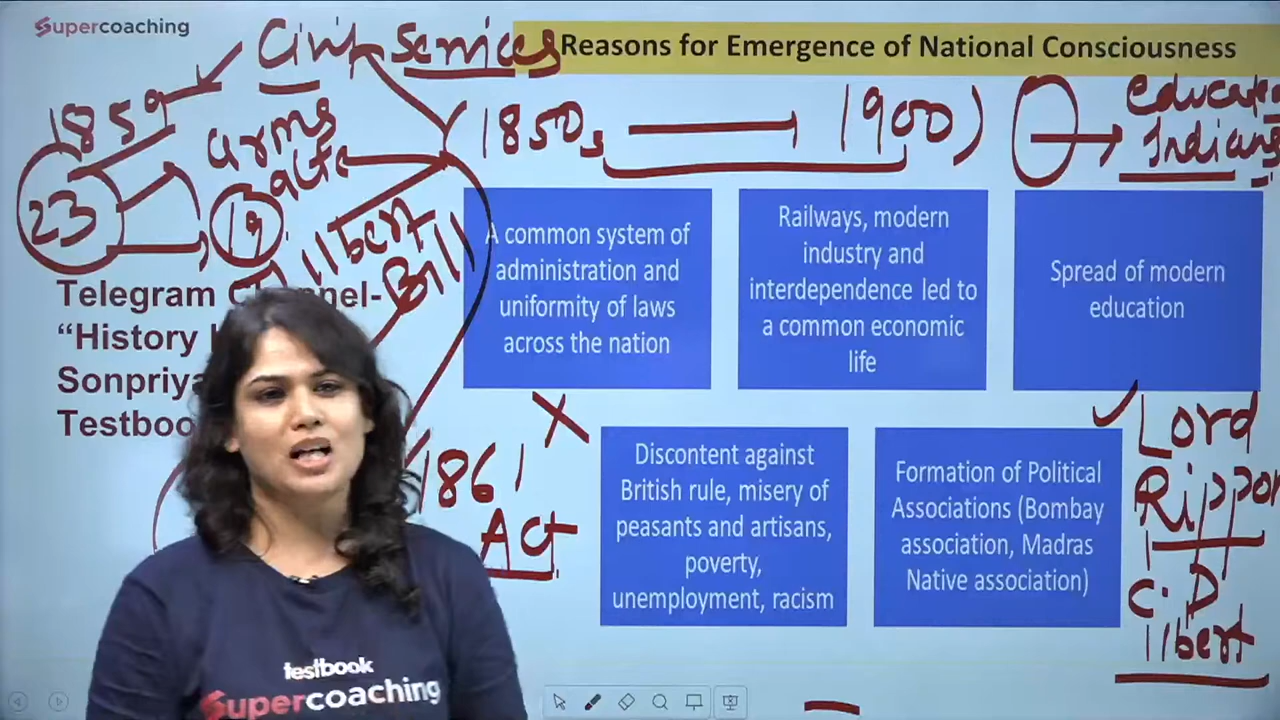 Supercoaching
Civil Services
Reasons for Emergence of National Consciousness
1859
arms
acts
23
19
Ilbert
Bill
(1850s
1900)
educated
Indians
A common system of
administration and
uniformity of laws
across the nation
Railways, modern
industry and
interdependence led to
a common economic
life
Spread of modern
education
Telegram
“History
Sonpriya
Testboo
1861
Act
Discontent against
British rule, misery of
peasants and artisans,
poverty,
unemployment, racism
Formation of Political
Associations (Bombay
association, Madras
Native association)
Lord
Rippon
C.D
Ilbert
testbook
Supercoaching